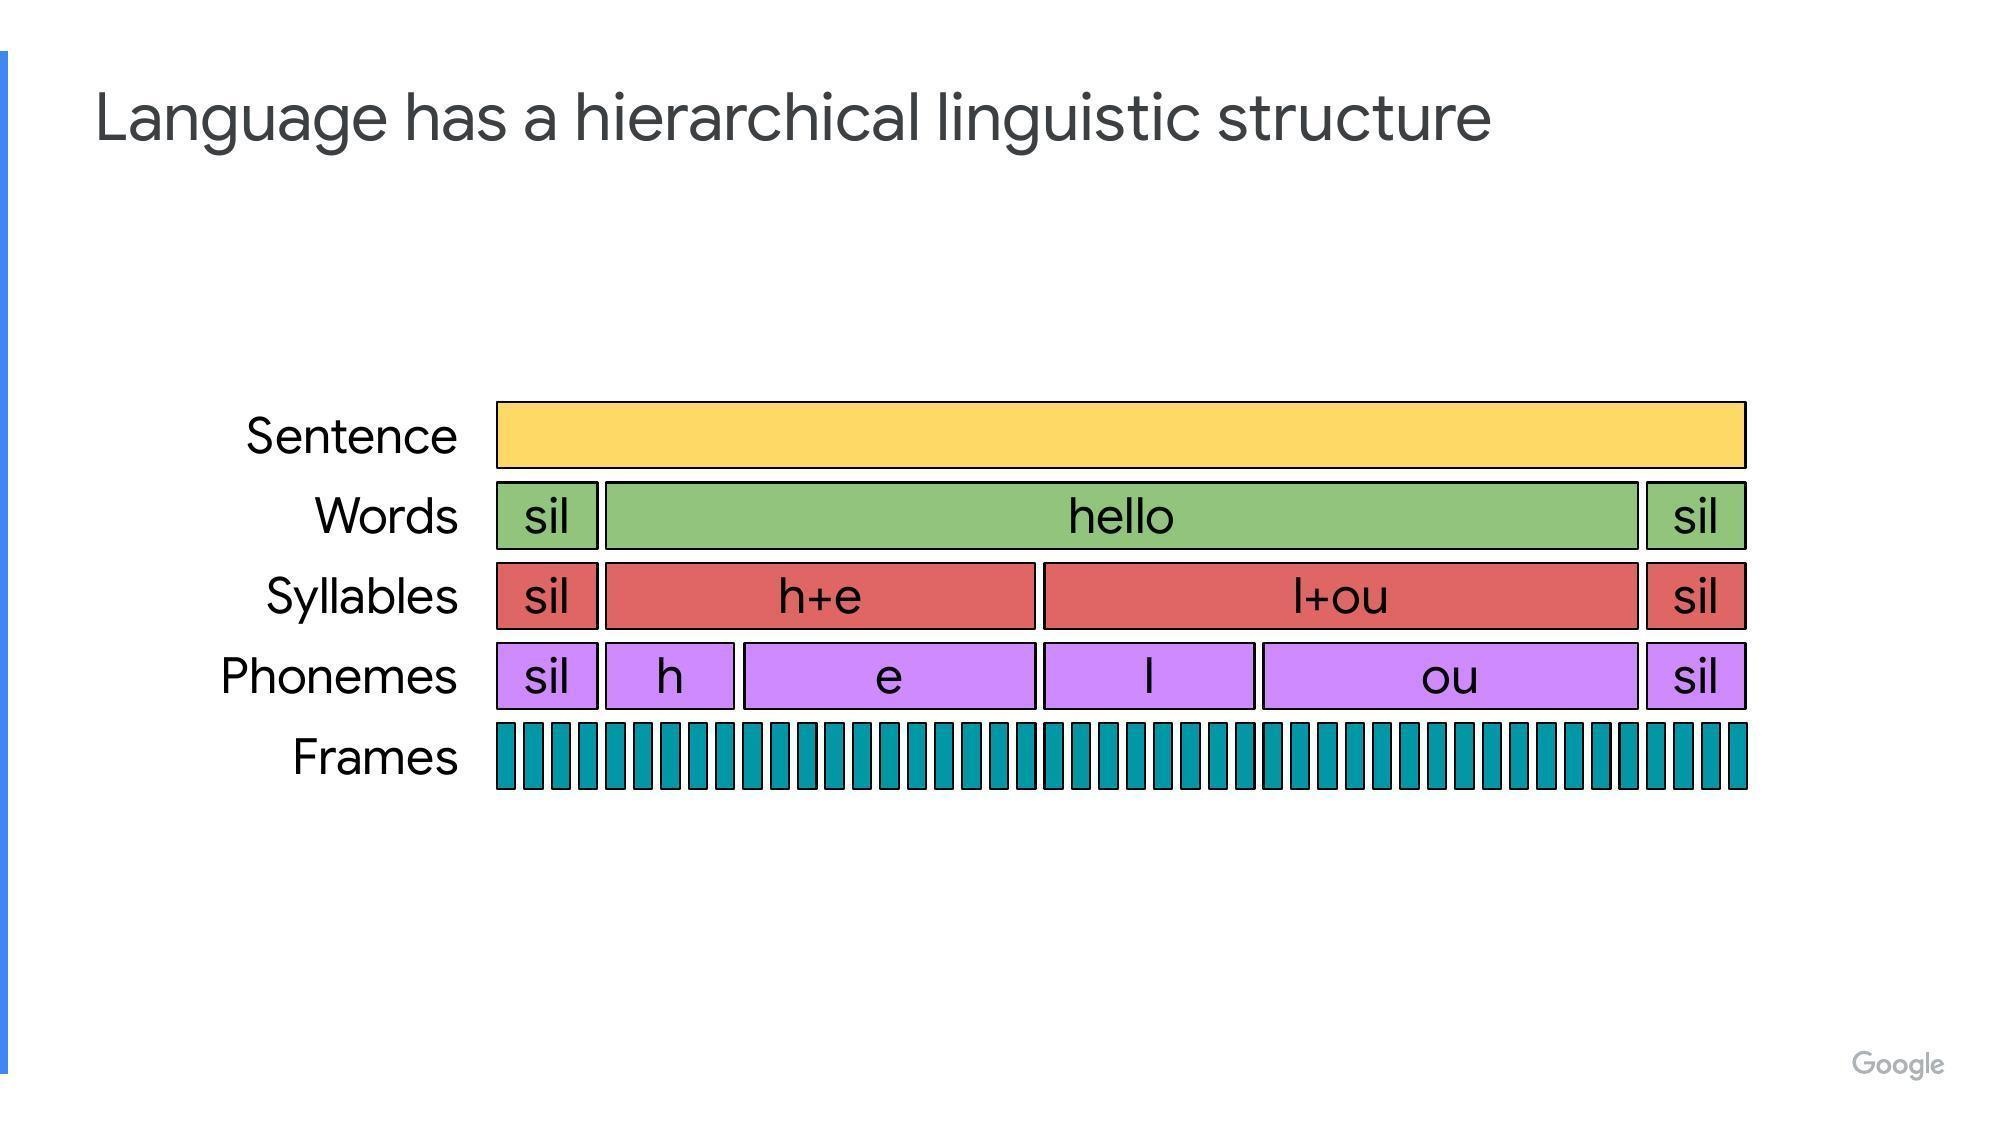 Language has a hierarchical linguistic structure
Sentence
Words sil hello sil
Syllables sil h+e l+ou sil
Phonemes sil h e l ou sil
Frames
Google